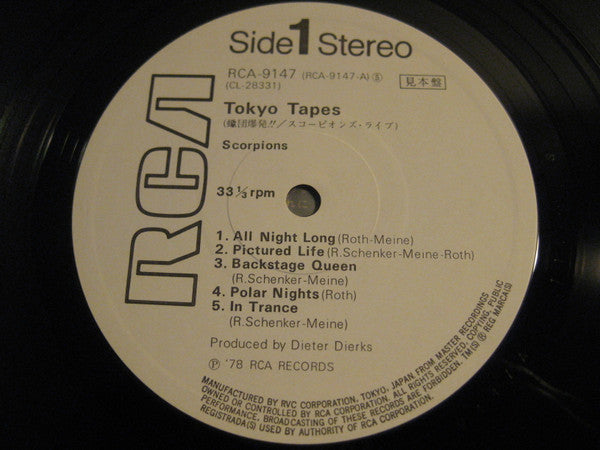 Side 1 Stereo
RCA-9147 (RCA-9147-A) Ⓢ
(CL-28331)
見本盤
Tokyo Tapes
(蠍団爆発!!/スコーピオンズ・ライブ)
Scorpions
33 1/3 rpm
RCA
1. All Night Long (Roth-Meine)
2. Pictured Life (R.Schenker-Meine-Roth)
3. Backstage Queen
(R.Schenker-Meine)
4. Polar Nights (Roth)
5. In Trance
(R.Schenker-Meine)
Produced by Dieter Dierks
Ⓟ '78 RCA RECORDS
MANUFACTURED BY RVC CORPORATION, TOKYO, JAPAN, FROM MASTER RECORDINGS
OWNED OR CONTROLLED BY RCA CORPORATION. ALL UNAUTHORIZED COPYING, PUBLIC
PERFORMANCE, BROADCASTING OF THESE RECORDS ARE FORBIDDEN. TM(S) ® REG. MARCA(S)
REGISTRADA(S) USED BY AUTHORITY OF RCA CORPORATION.